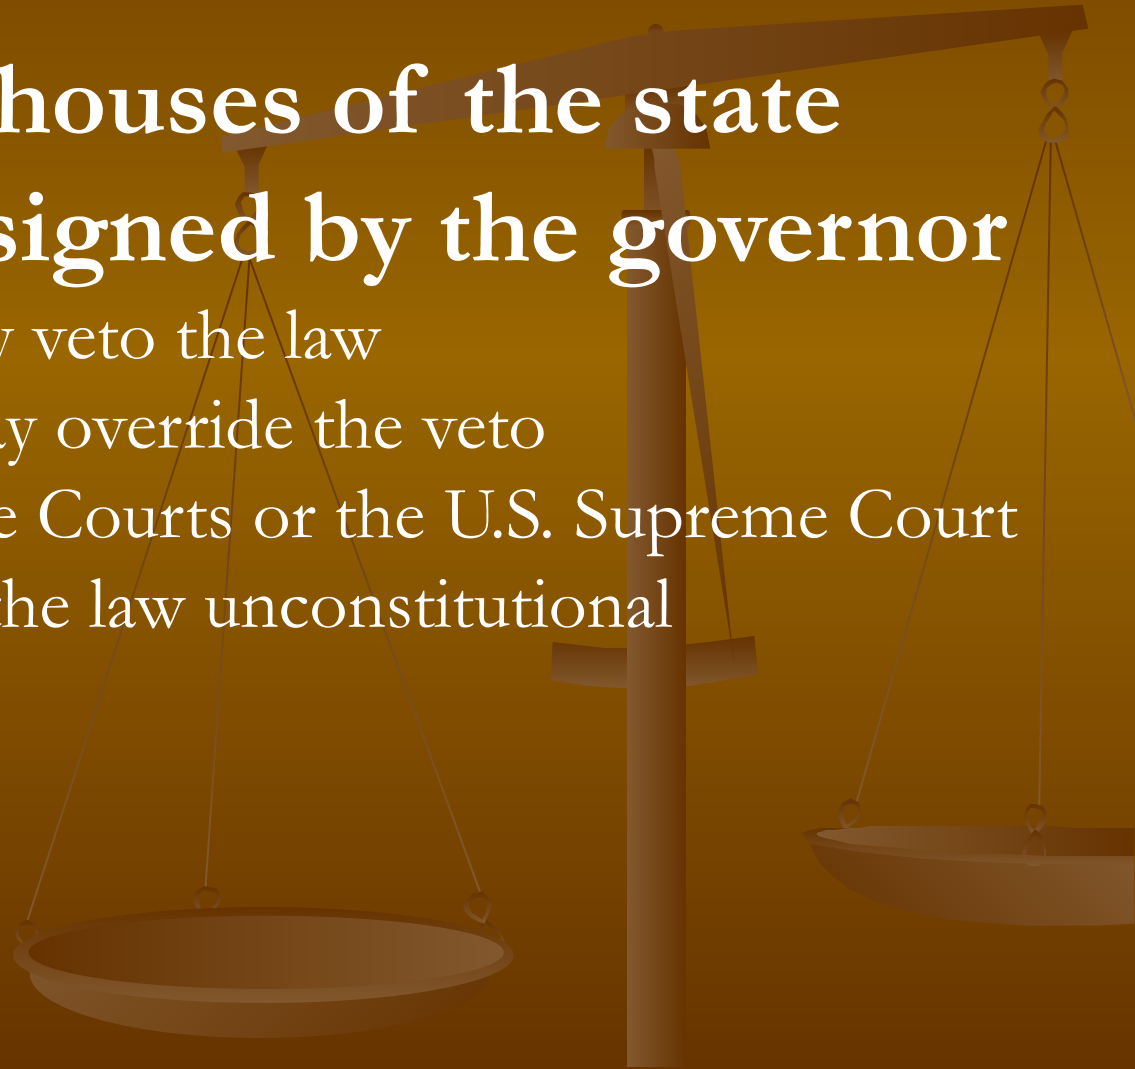 houses of the state
signed by the governor
y veto the law
ay override the veto
e Courts or the U.S. Supreme Court
the law unconstitutional